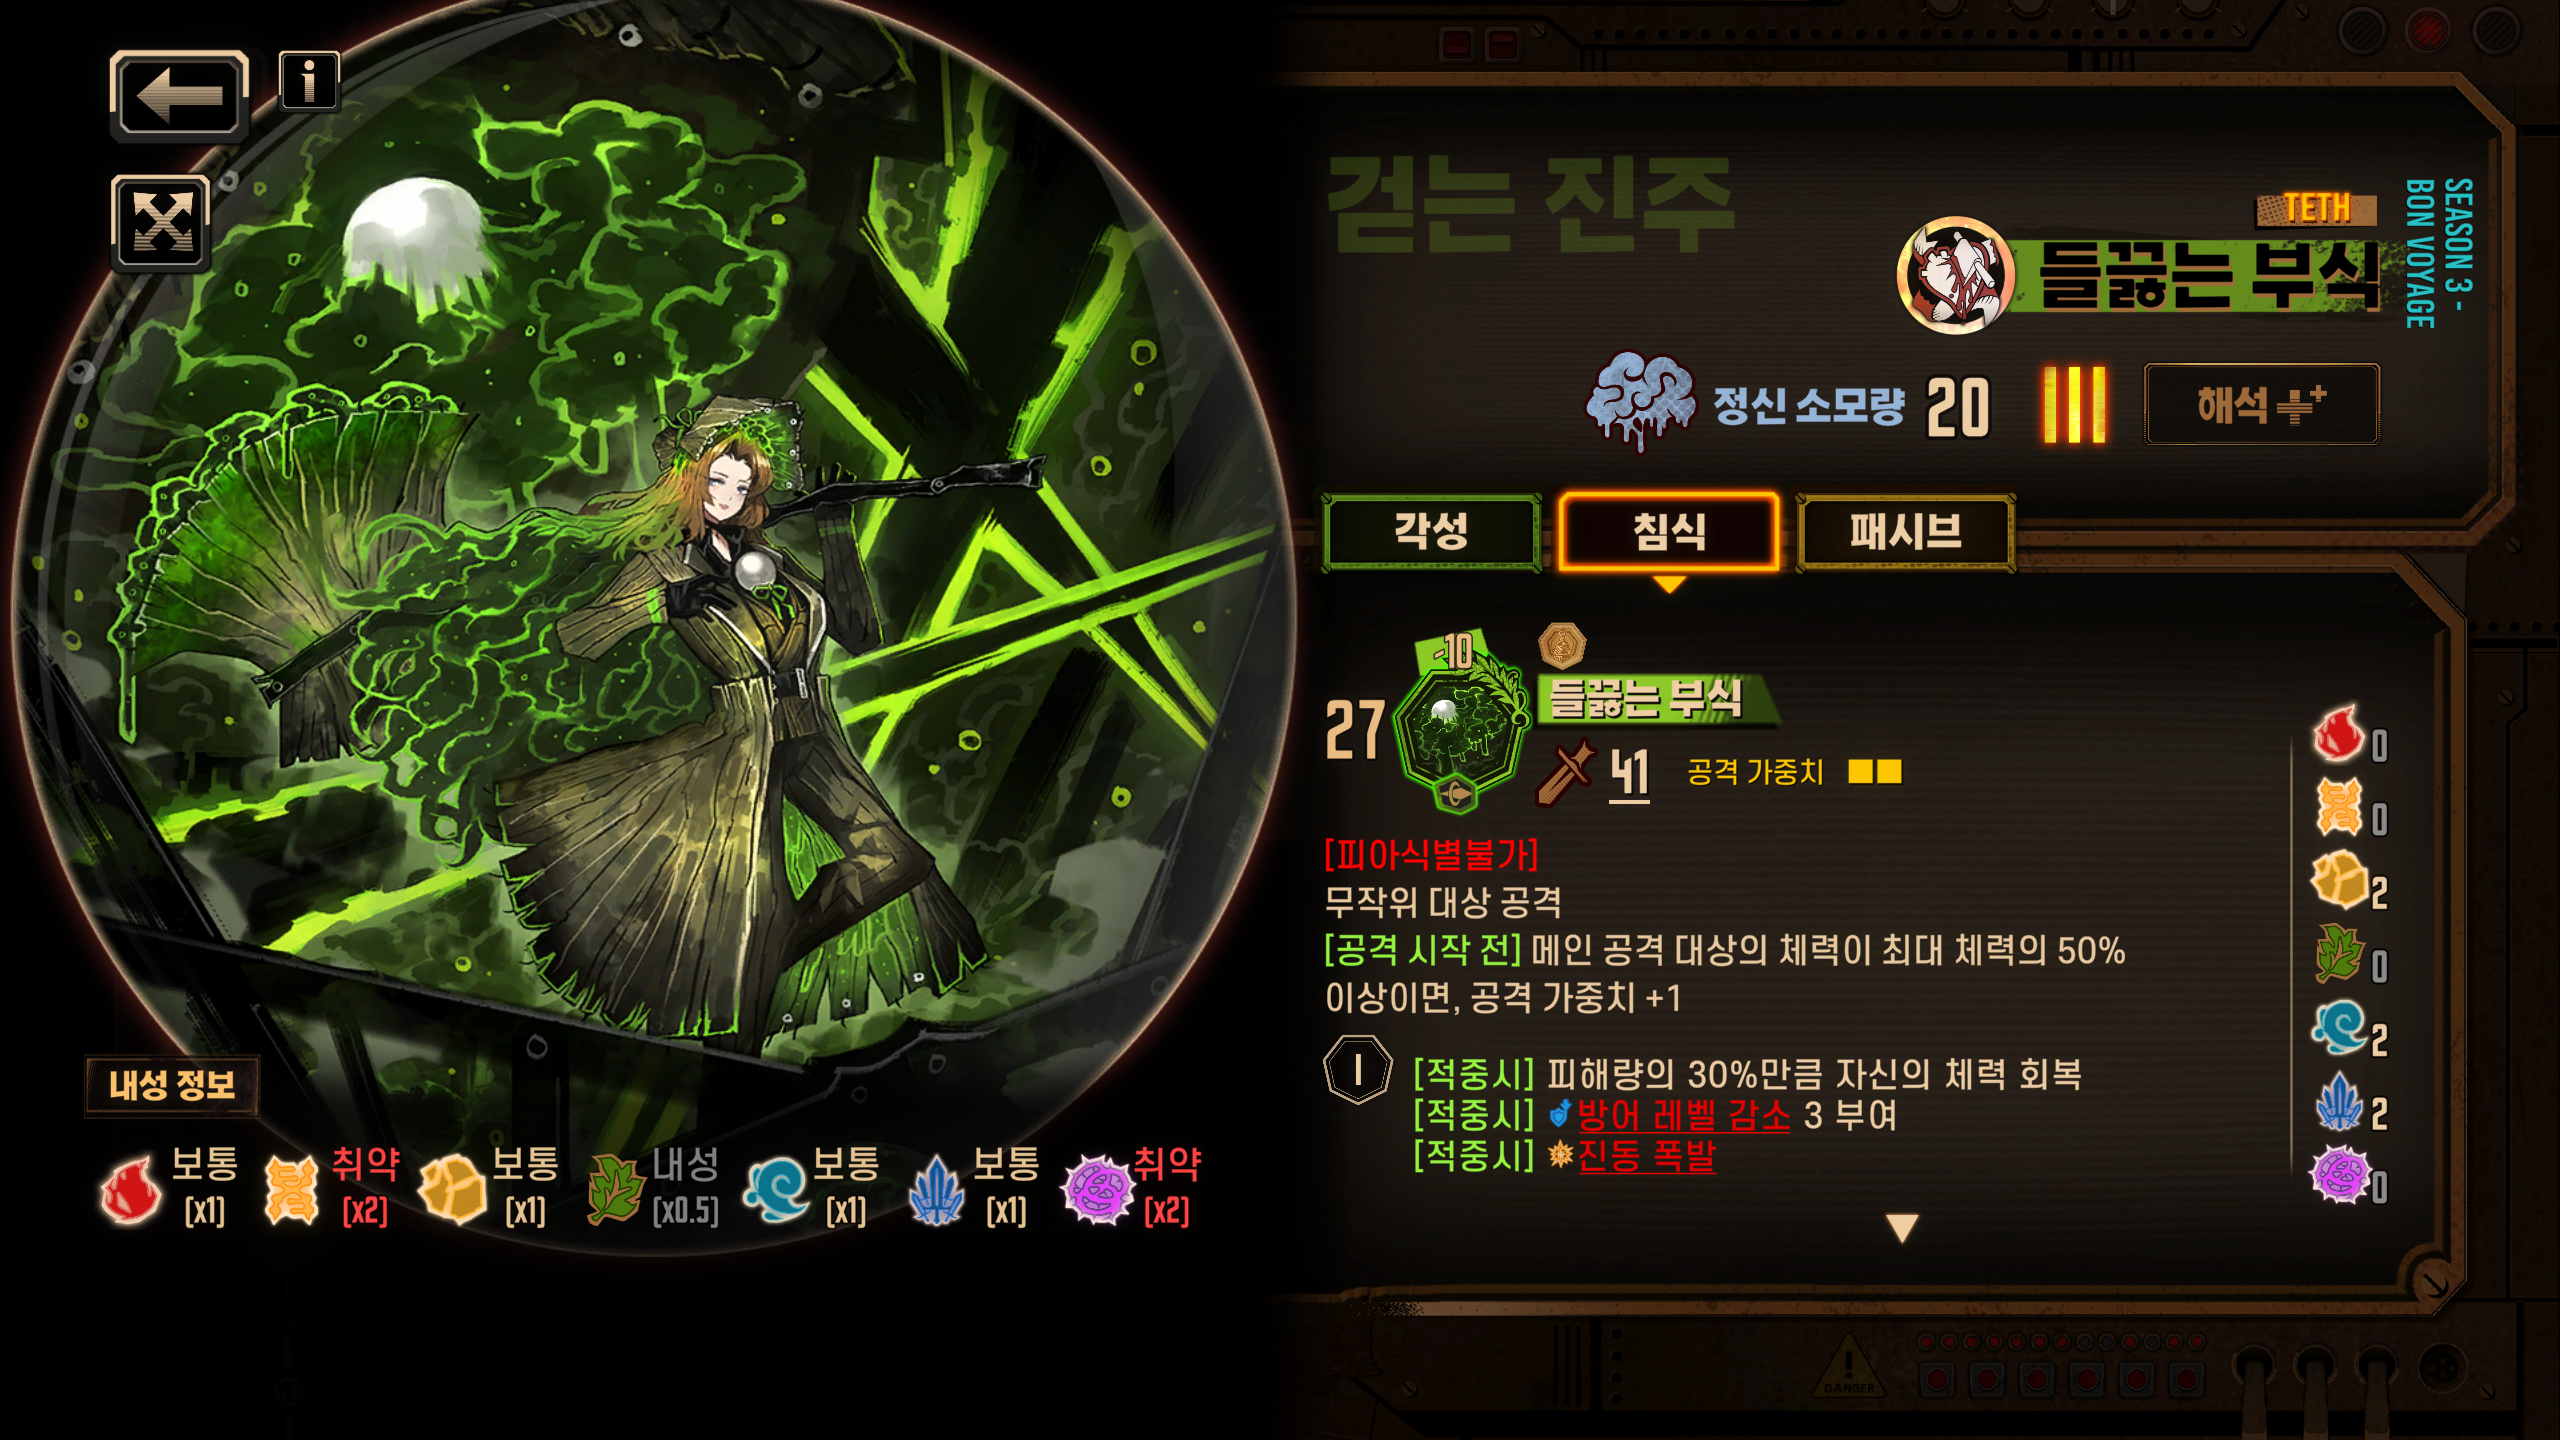 i
걷는 진주
TETH
들끓는 부식
SEASON 3 -
BON VOYAGE
정신 소모량 20
해석
각성
침식
패시브
27
-10
들끓는 부식
41
공격 가중치
[피아식별불가]
무작위 대상 공격
[공격 시작 전] 메인 공격 대상의 체력이 최대 체력의 50%
이상이면, 공격 가중치 +1
I
[적중시] 피해량의 30%만큼 자신의 체력 회복
[적중시] 방어 레벨 감소 3 부여
[적중시] 진동 폭발
0
0
2
0
2
2
0
내성 정보
보통 취약 보통 내성 보통 보통 취약
[x1] [x2] [x1] [x0.5] [x1] [x1] [x2]
DANGER